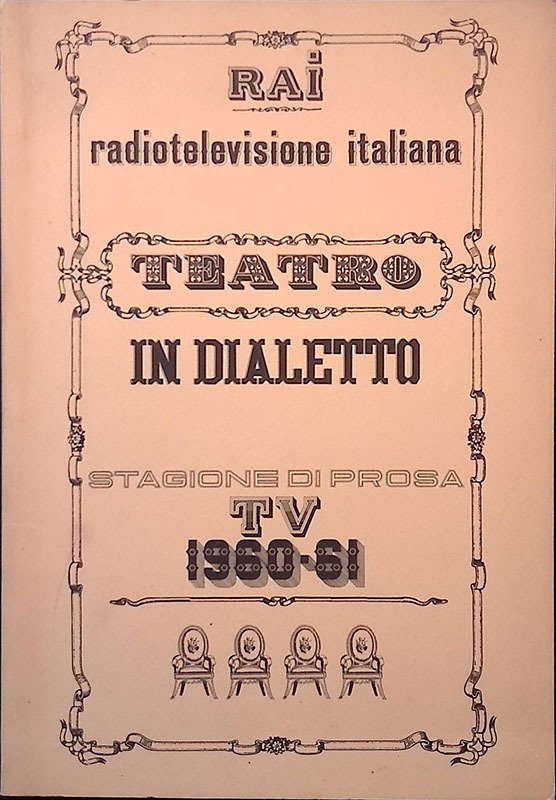 RAi
radiotelevisione italiana
TEATRO
IN DIALETTO
STAGIONE DI PROSA
TV
1960-61